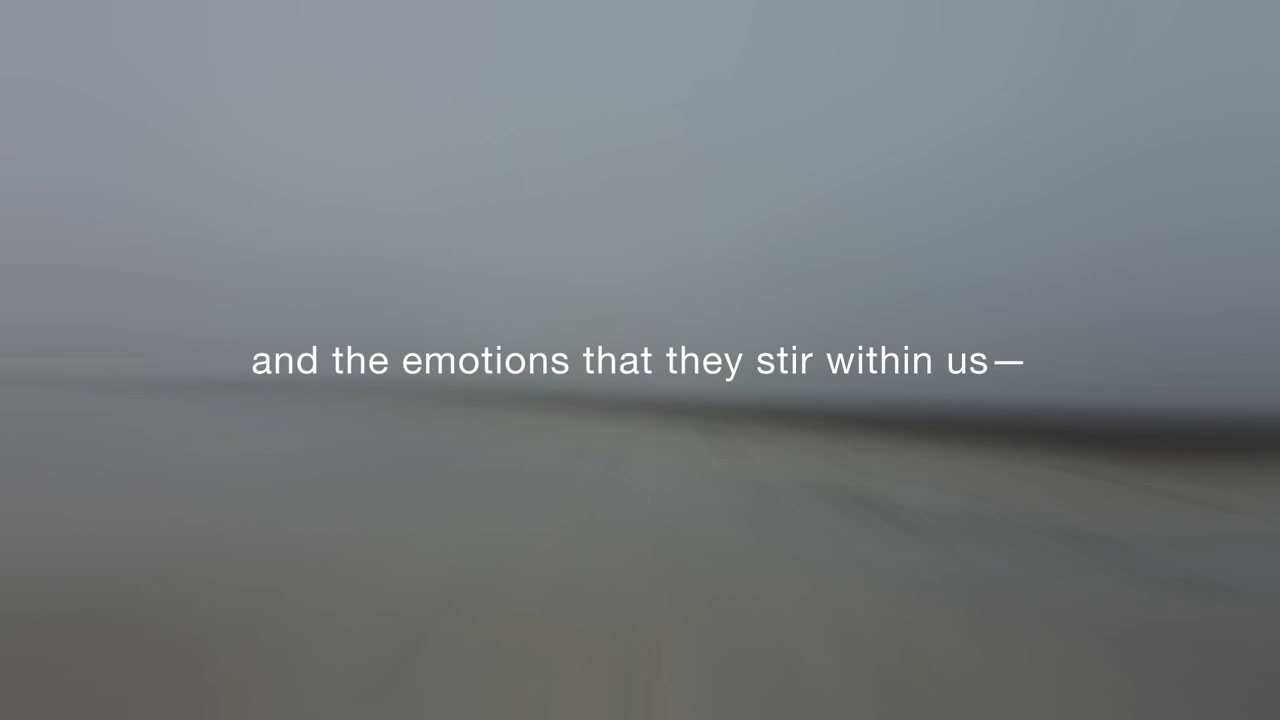 and the emotions that they stir within us—